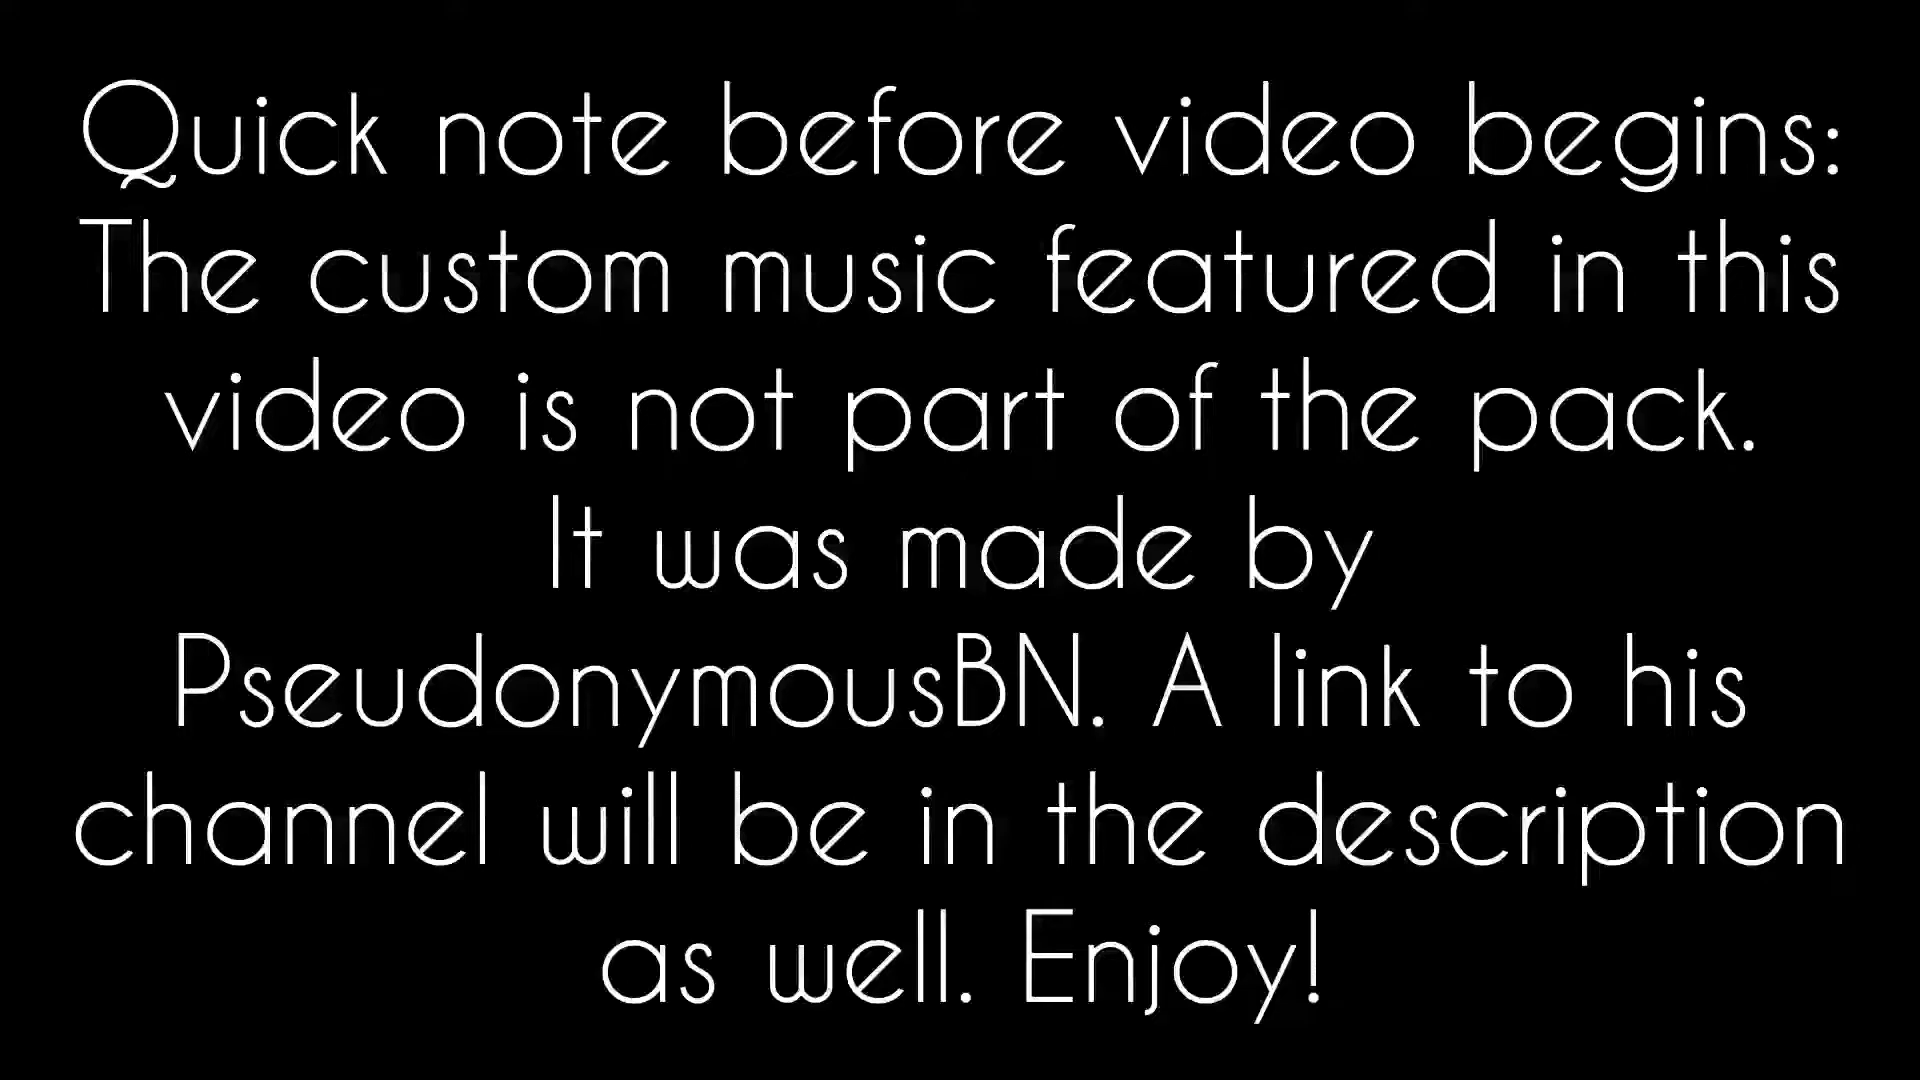 Quick note before video begins:
The custom music featured in this
video is not part of the pack.
It was made by
PseudonymousBN. A link to his
channel will be in the description
as well. Enjoy!